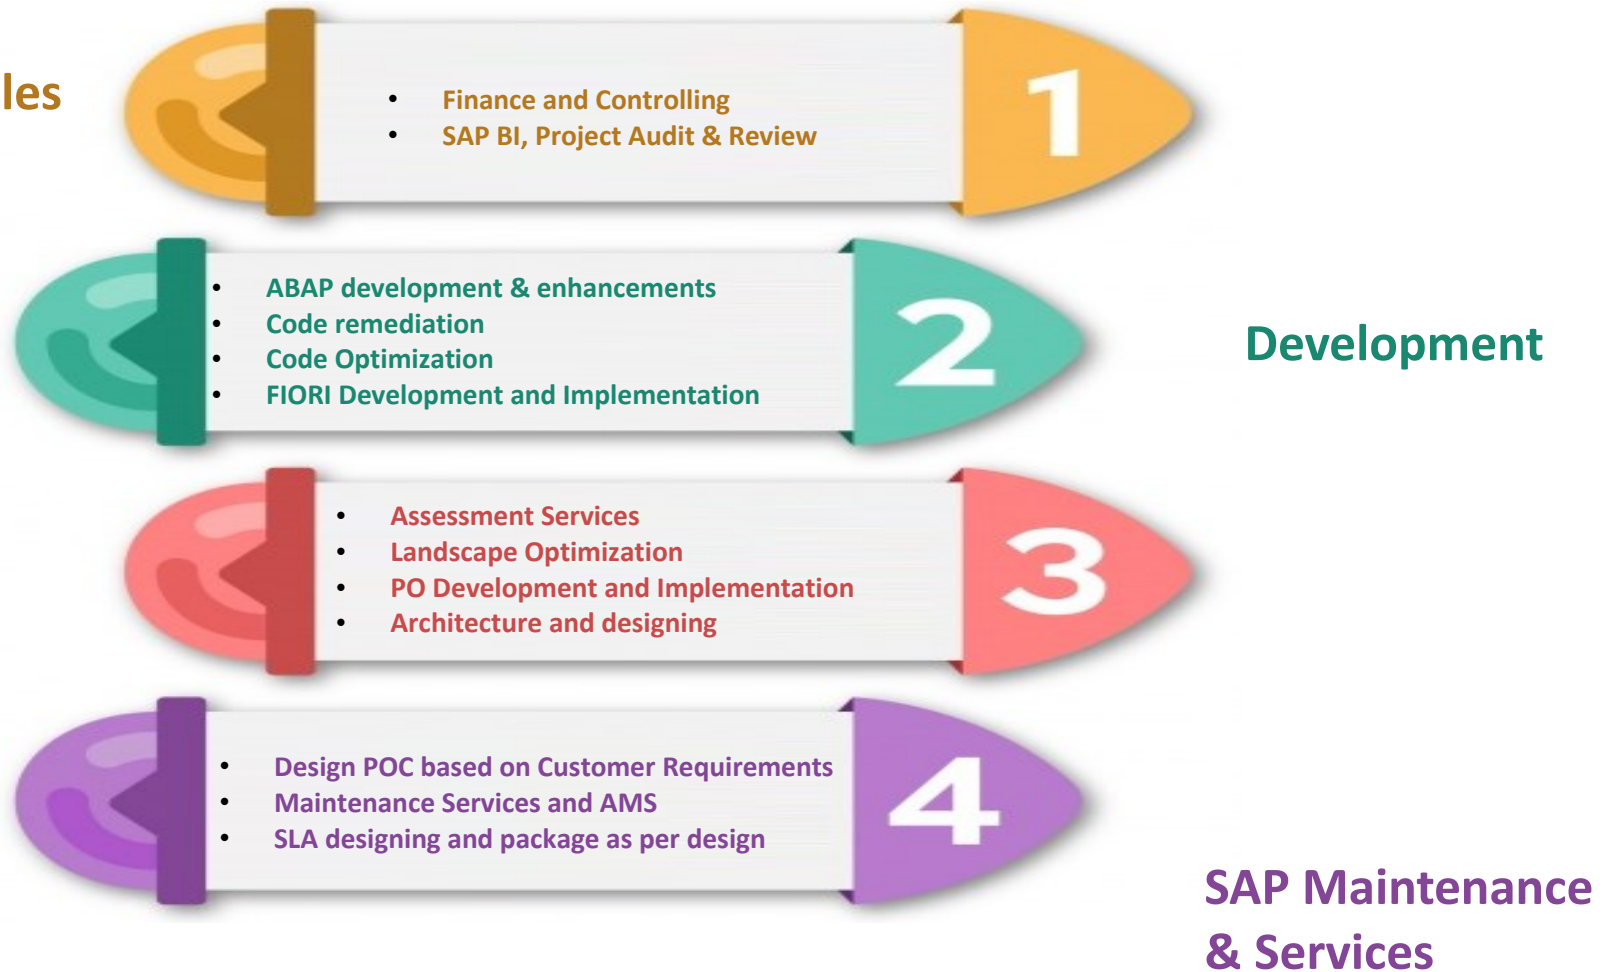 les
• Finance and Controlling
• SAP BI, Project Audit & Review
1
• ABAP development & enhancements
• Code remediation
• Code Optimization
• FIORI Development and Implementation
2
Development
• Assessment Services
• Landscape Optimization
• PO Development and Implementation
• Architecture and designing
3
• Design POC based on Customer Requirements
• Maintenance Services and AMS
• SLA designing and package as per design
4
SAP Maintenance
& Services